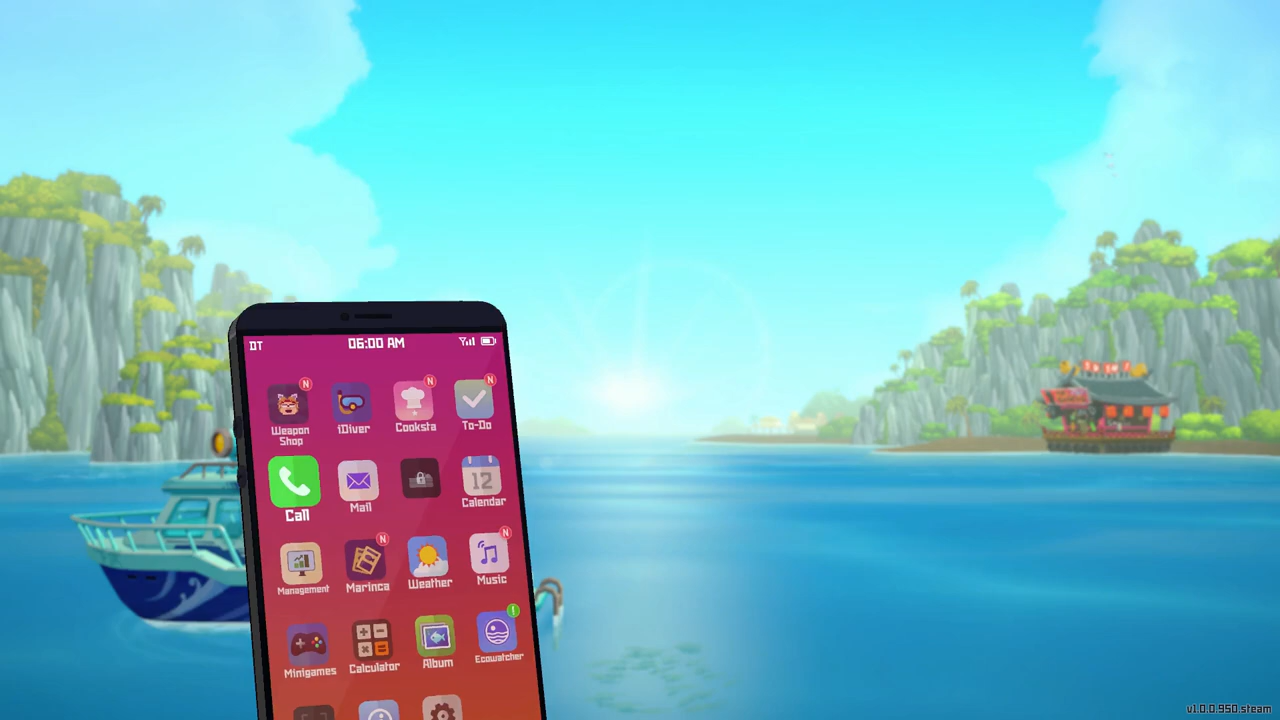 DT
06:00 AM
N
N
N
Weapon
Shop
iDiver
Cooksta
To-Do
12
Call
Mail
Calendar
N
N
Management
Marinca
Weather
Music
!
Minigames
Calculator
Album
Ecowatcher
v1.0.0.950.steam